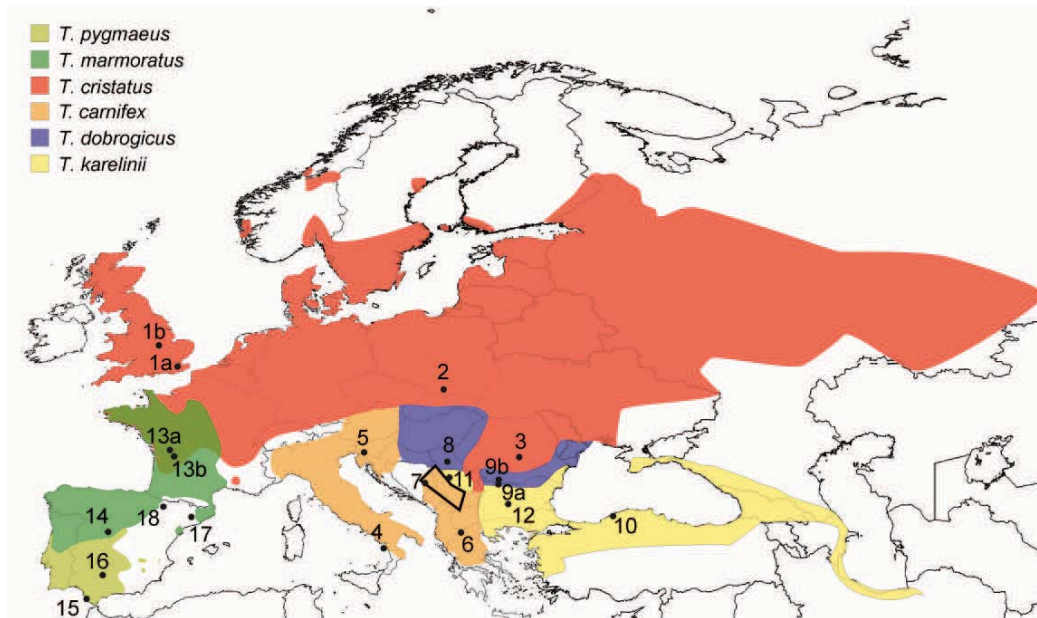 T. pygmaeus
T. marmoratus
T. cristatus
T. carnifex
T. dobrogicus
T. karelinii
1b
1a
2
13a
13b
5
8
3
9b
7
11
9a
12
10
18
17
14
4
6
16
15